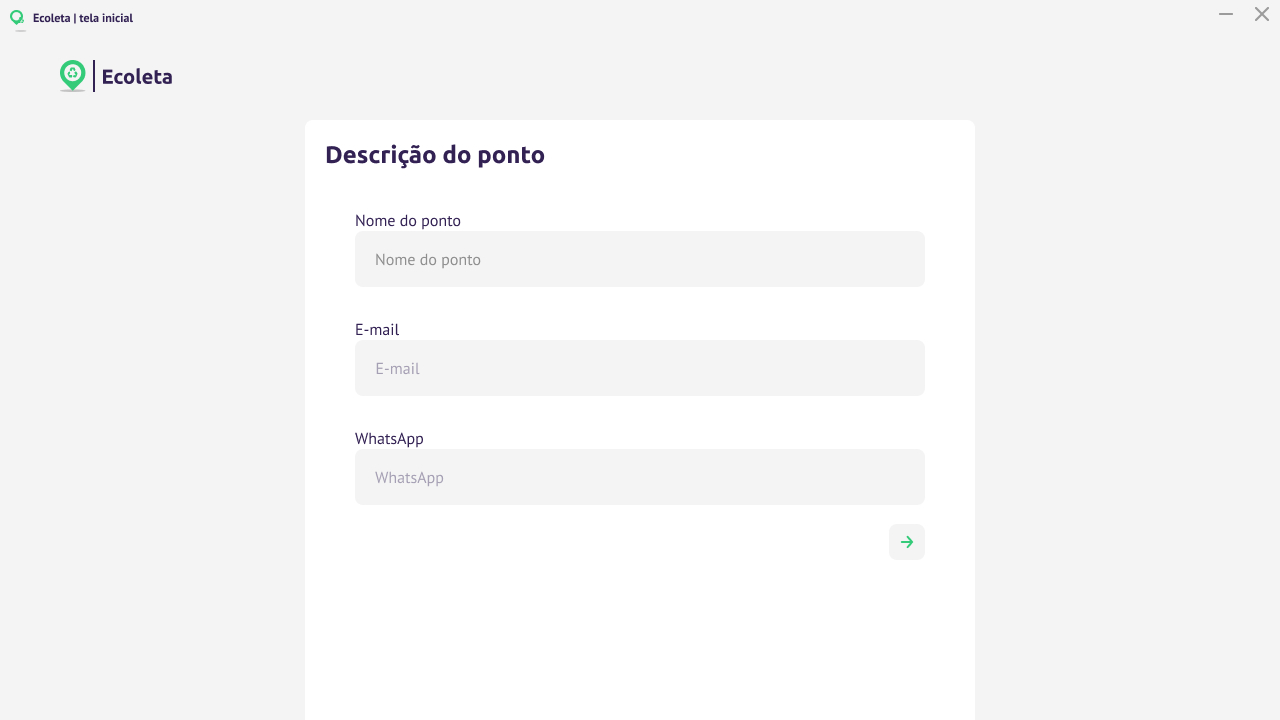 Ecoleta | tela inicial
Ecoleta
Descrição do ponto
Nome do ponto
Nome do ponto
E-mail
E-mail
WhatsApp
WhatsApp